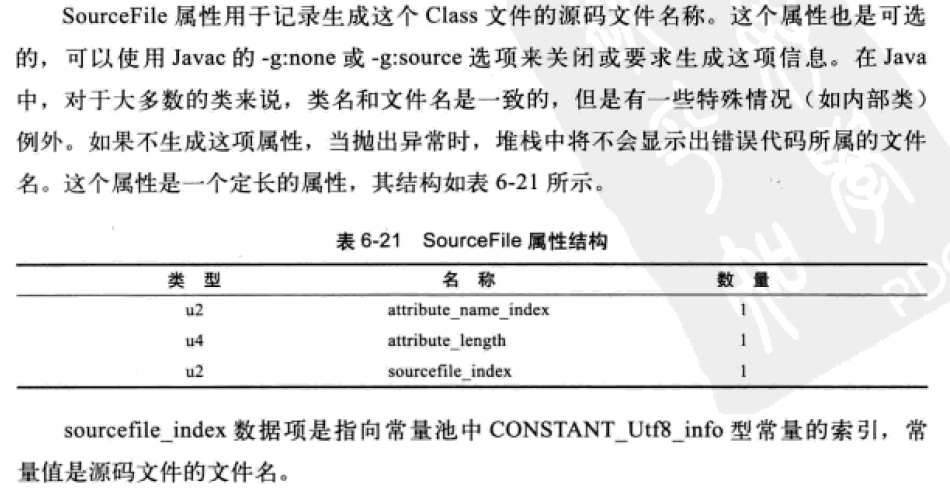 SourceFile 属性用于记录生成这个 Class 文件的源码文件名称。这个属性也是可选
的，可以使用 Javac 的 -g:none 或 -g:source 选项来关闭或要求生成这项信息。在 Java
中，对于大多数的类来说，类名和文件名是一致的，但是有一些特殊情况（如内部类）
例外。如果不生成这项属性，当抛出异常时，堆栈中将不会显示出错误代码所属的文件
名。这个属性是一个定长的属性，其结构如表 6-21 所示。
表 6-21 SourceFile 属性结构
类 型 名 称 数 量
u2 attribute_name_index 1
u4 attribute_length 1
u2 sourcefile_index 1
sourcefile_index 数据项是指向常量池中 CONSTANT_Utf8_info 型常量的索引，常
量值是源码文件的文件名。